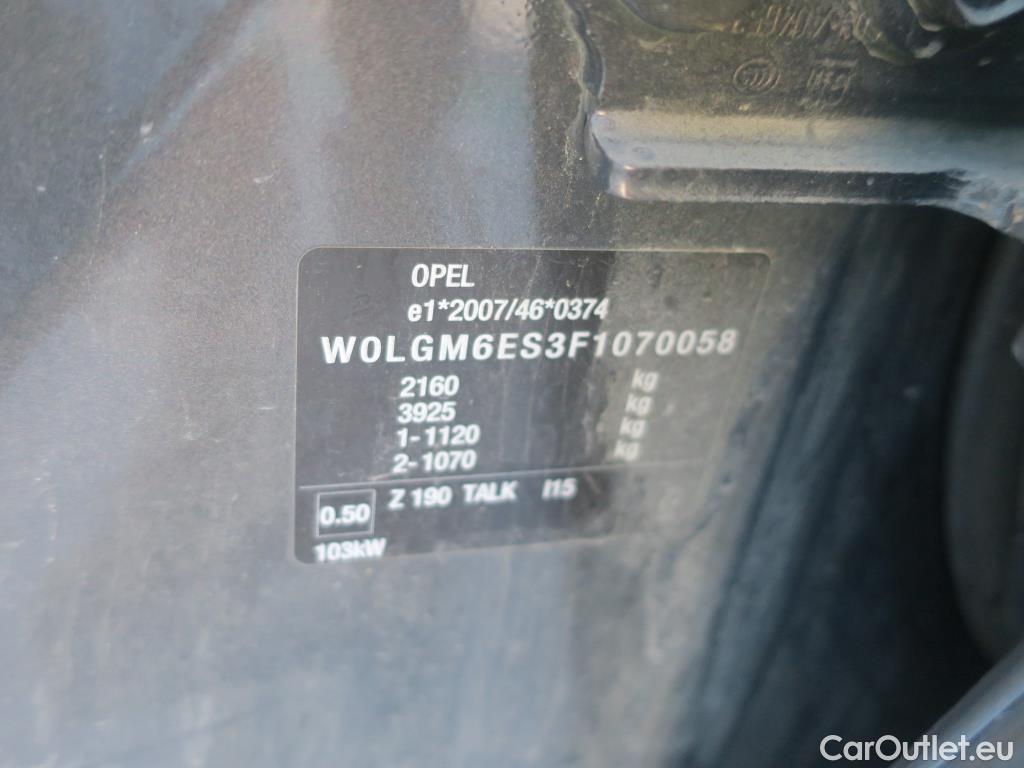 OPEL
e1*2007/46*0374
W0LGM6ES3F1070058
2160 kg
3925 kg
1-1120 kg
2-1070 kg
Z 190 TALK I15
0.50
103kW
CarOutlet.eu